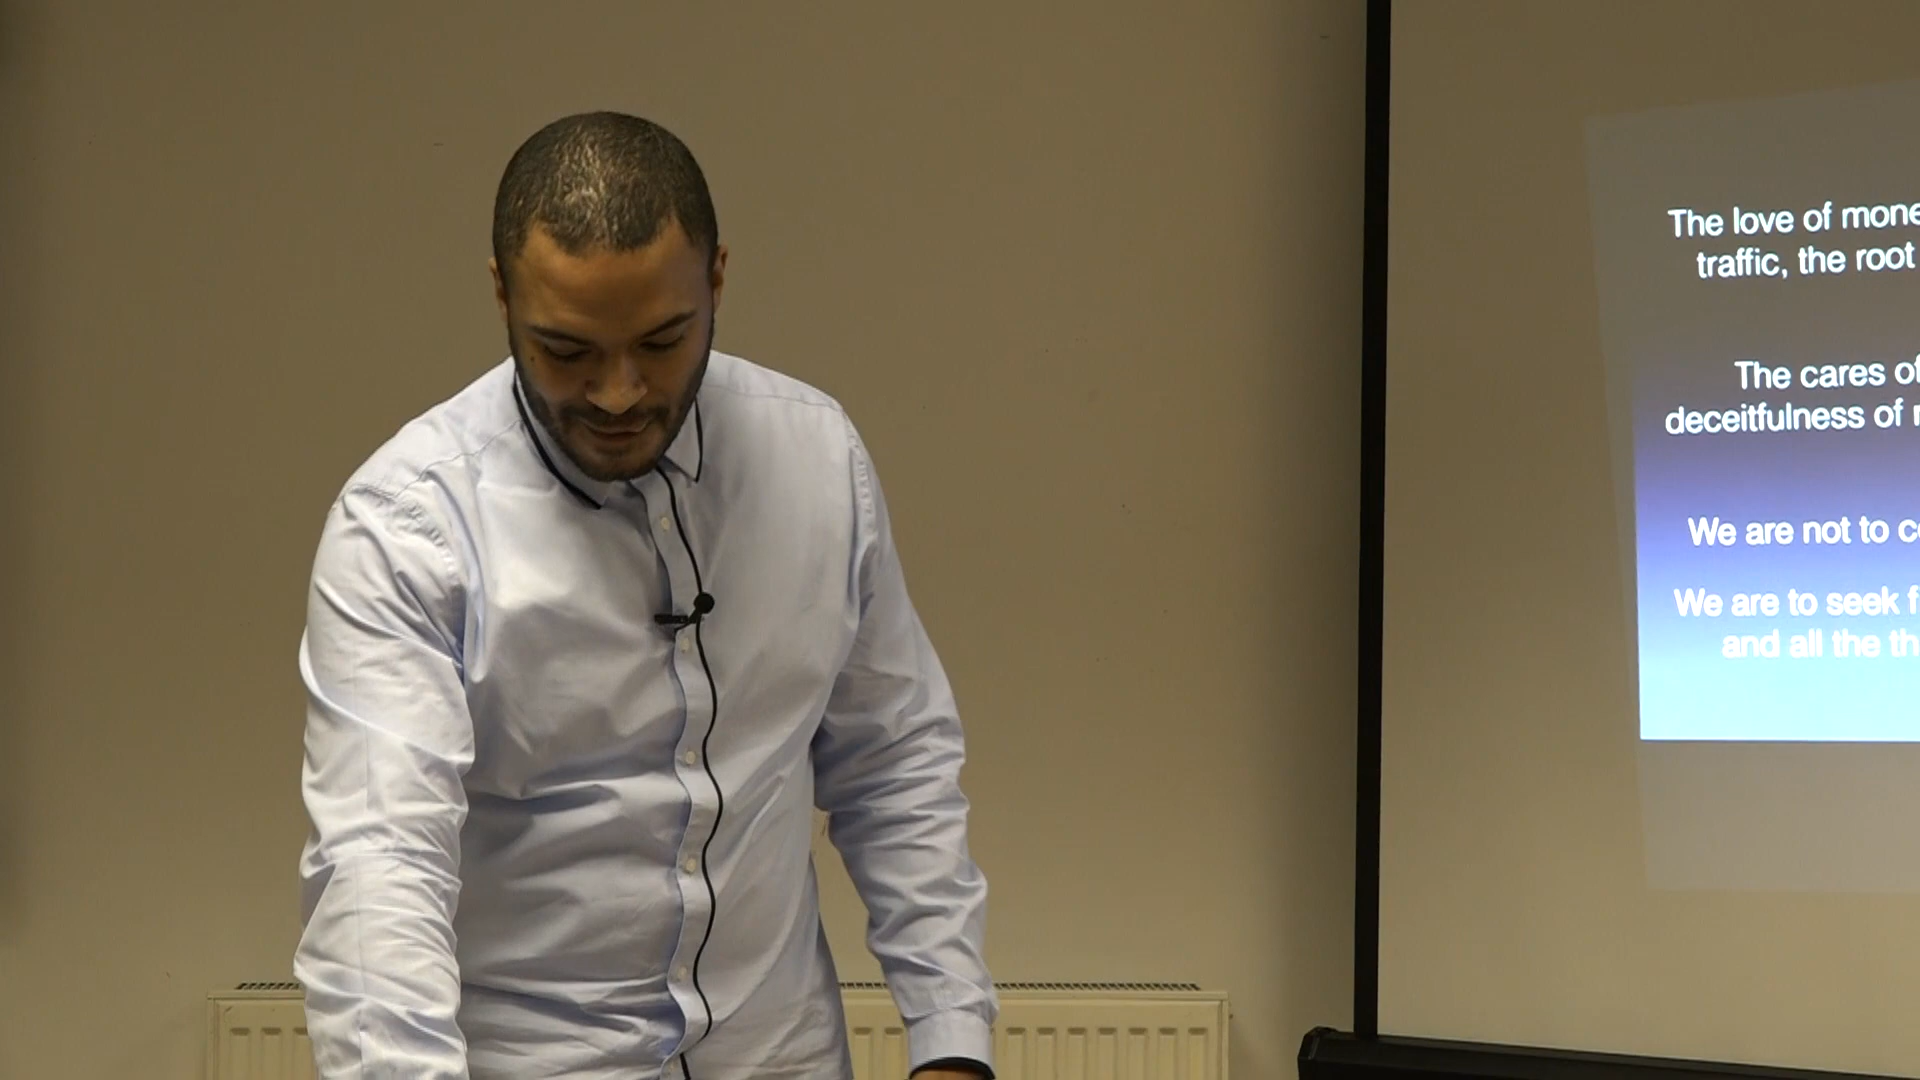 The love of mone
traffic, the root
The cares of
deceitfulness of
We are not to c
We are to seek f
and all the th